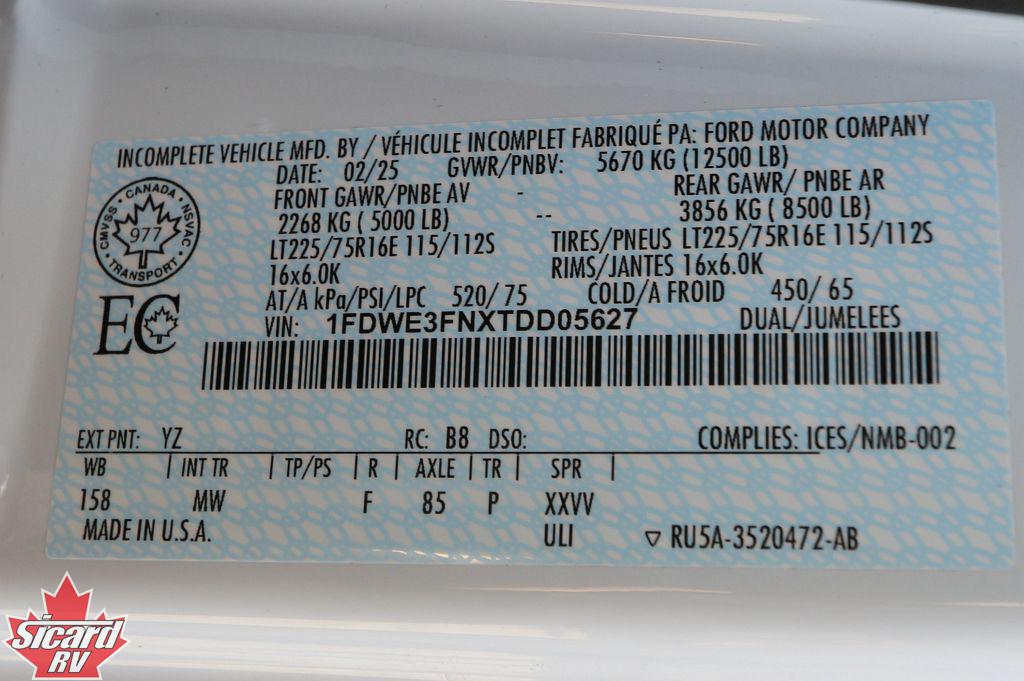 INCOMPLETE VEHICLE MFD. BY / VÉHICULE INCOMPLET FABRIQUÉ PA: FORD MOTOR COMPANY
DATE: 02/25 GVWR/PNBV: 5670 KG (12500 LB)
FRONT GAWR/PNBE AV - REAR GAWR/ PNBE AR
2268 KG ( 5000 LB) -- 3856 KG ( 8500 LB)
LT225/75R16E 115/112S TIRES/PNEUS LT225/75R16E 115/112S
16x6.0K RIMS/JANTES 16x6.0K
AT/A kPa/PSI/LPC 520/ 75 COLD/A FROID 450/ 65
VIN: 1FDWE3FNXTDD05627 DUAL/JUMELEES
CANADA
CMVSS 977 NSVAC
TRANSPORT
EC
EXT PNT: YZ RC: B8 DSO: COMPLIES: ICES/NMB-002
WB | INT TR | TP/PS | R | AXLE | TR | SPR |
158 MW F 85 P XXVV
MADE IN U.S.A. ULI ▽ RU5A-3520472-AB
Sicard
RV